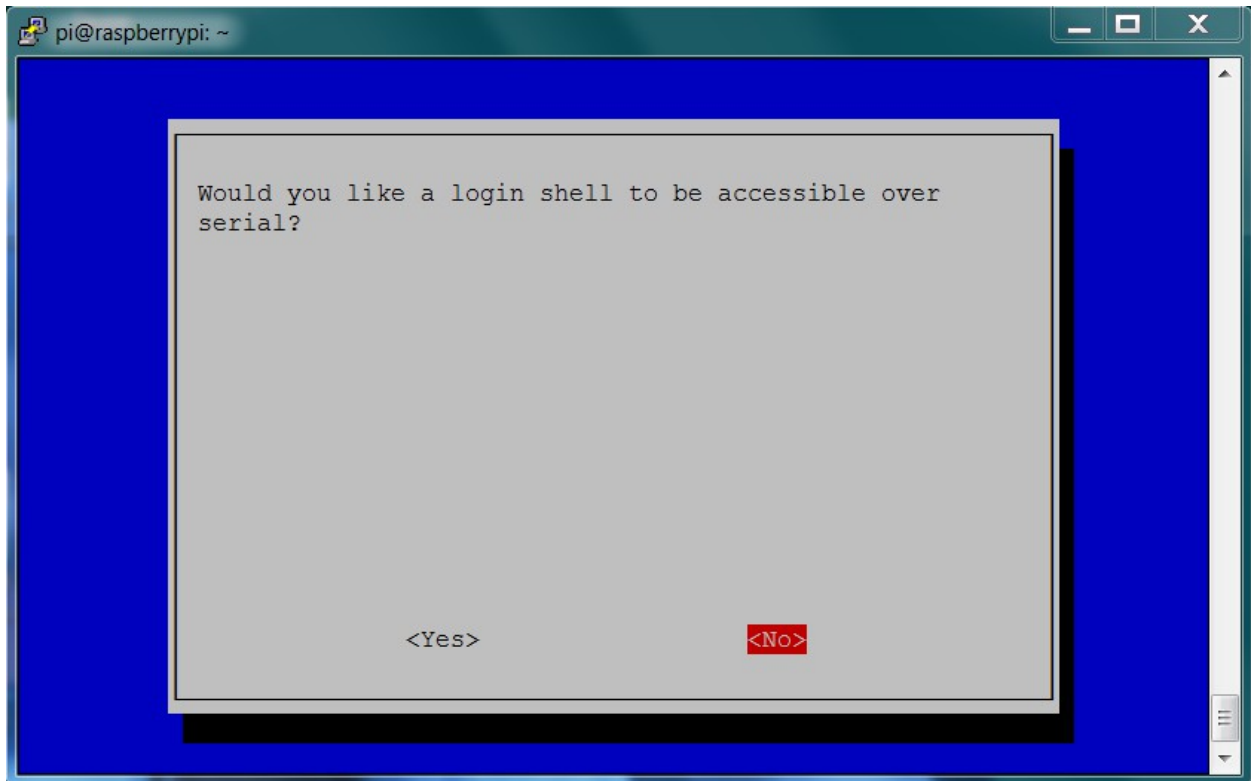 pi@raspberrypi: ~
Would you like a login shell to be accessible over
serial?
<Yes> <No>